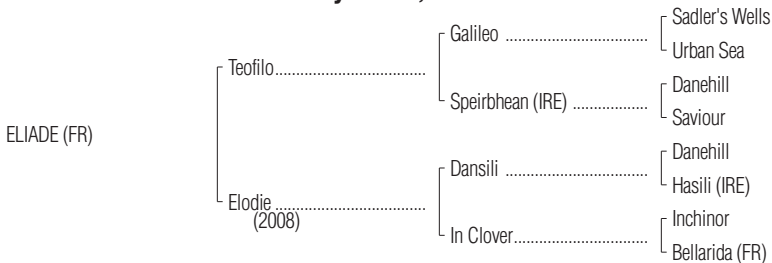 Sadler's Wells
Galileo ........................................
Urban Sea
Teofilo..........................................
Danehill
Speirbhean (IRE) .....................
Saviour
ELIADE (FR)
Danehill
Dansili ........................................
Hasili (IRE)
Elodie ..........................................
(2008)
Inchinor
In Clover......................................
Bellarida (FR)